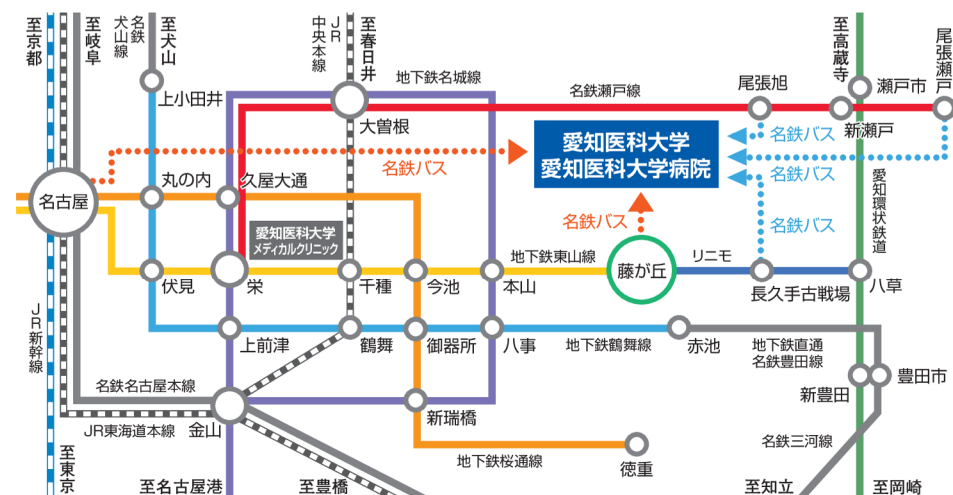 至京都
至岐阜
名鉄
犬山線
至犬山
JR
中央本線
至春日井
至高蔵寺
尾張瀬戸
上小田井
地下鉄名城線
名鉄瀬戸線
尾張旭
瀬戸市
大曽根
新瀬戸
愛知医科大学
愛知医科大学病院
名鉄バス
名鉄バス
名鉄バス
丸の内
久屋大通
名古屋
愛知医科大学
メディカルクリニック
名鉄バス
名鉄バス
愛知環状鉄道
地下鉄東山線
藤が丘
リニモ
伏見
栄
千種
今池
本山
長久手古戦場
八草
JR新幹線
上前津
鶴舞
御器所
八事
地下鉄鶴舞線
赤池
地下鉄直通
名鉄豊田線
名鉄名古屋本線
新豊田
豊田市
JR東海道本線
金山
新瑞橋
名鉄三河線
至東京
地下鉄桜通線
徳重
至名古屋港
至豊橋
至知立
至岡崎